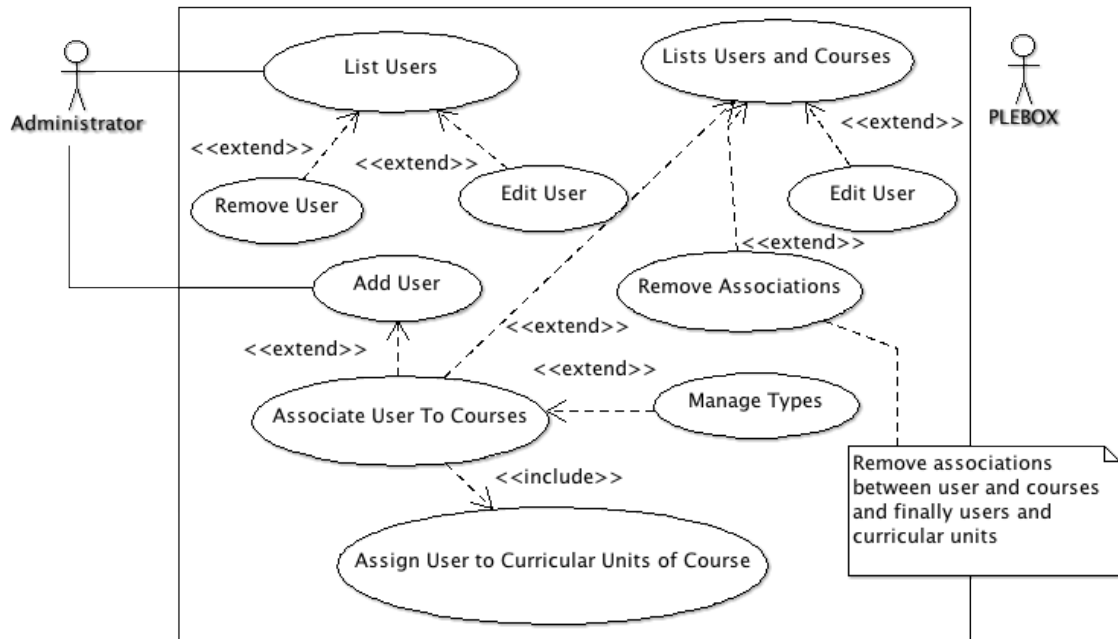 List Users
Lists Users and Courses
Administrator
PLEBOX
<<extend>>
<<extend>>
<<extend>>
Remove User
Edit User
Edit User
<<extend>>
Add User
Remove Associations
<<extend>>
<<extend>>
<<extend>>
Associate User To Courses
Manage Types
Remove associations
between user and courses
and finally users and
curricular units
<<include>>
Assign User to Curricular Units of Course